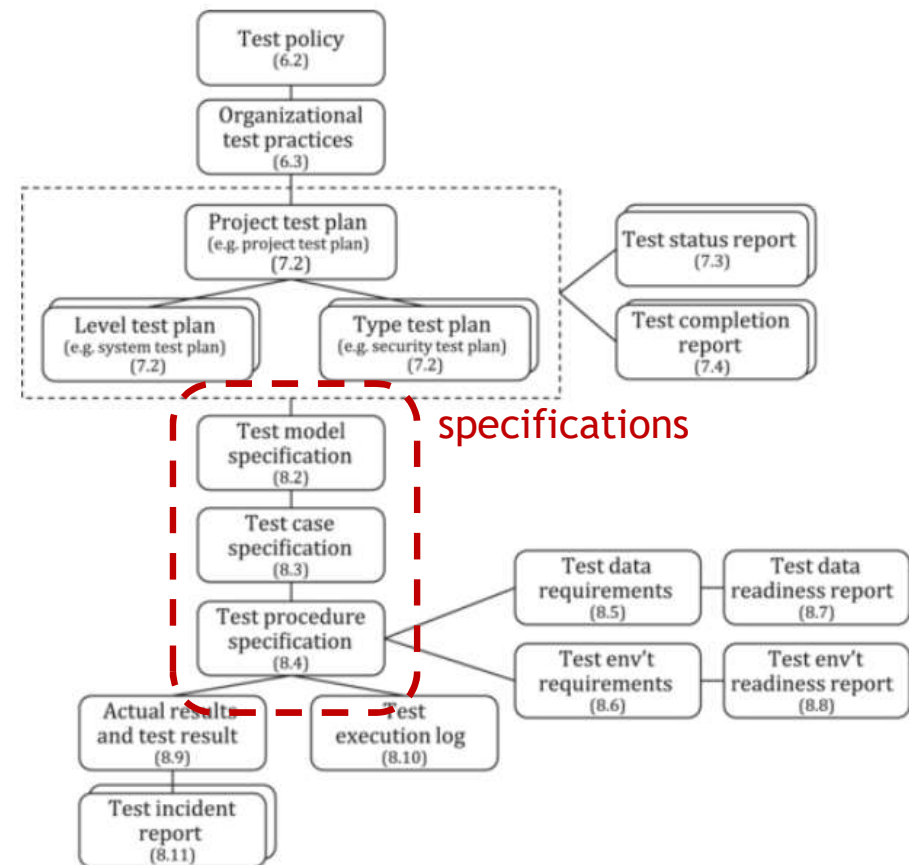 Test policy
(6.2)
Organizational
test practices
(6.3)
Project test plan
(e.g. project test plan)
(7.2)
Level test plan
(e.g. system test plan)
(7.2)
Type test plan
(e.g. security test plan)
(7.2)
Test status report
(7.3)
Test completion
report
(7.4)
specifications
Test model
specification
(8.2)
Test case
specification
(8.3)
Test procedure
specification
(8.4)
Test data
requirements
(8.5)
Test data
readiness report
(8.7)
Test env't
requirements
(8.6)
Test env't
readiness report
(8.8)
Actual results
and test result
(8.9)
Test
execution log
(8.10)
Test incident
report
(8.11)